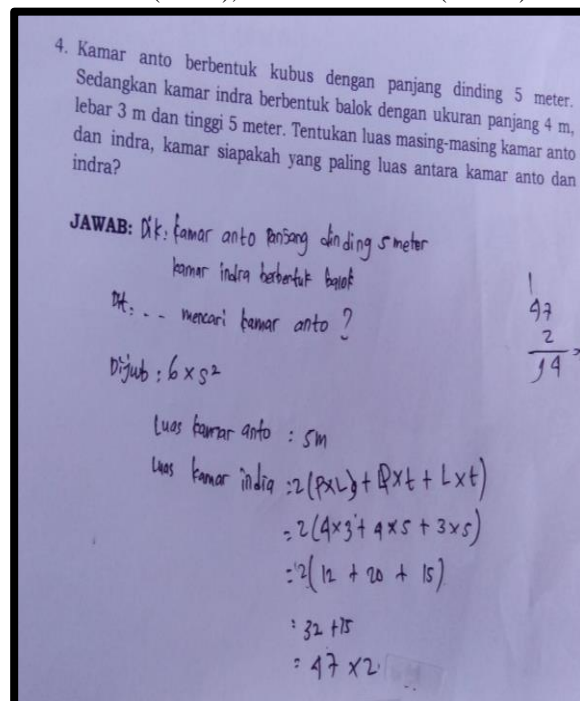 4. Kamar anto berbentuk kubus dengan panjang dinding 5 meter.
Sedangkan kamar indra berbentuk balok dengan ukuran panjang 4 m,
lebar 3 m dan tinggi 5 meter. Tentukan luas masing-masing kamar anto
dan indra, kamar siapakah yang paling luas antara kamar anto dan
indra?
JAWAB: Dik: kamar anto panjang dinding 5 meter
kamar indra berbentuk balok
Dit: .. mencari kamar anto?
Dijwb: 6 × s²
Luas kamar anto : 5m
Luas kamar indra : 2(P×L)+P×t + L×t)
= 2(4×3+4×5+3×5)
= 2(12 + 20 + 15)
: 32 +15
= 47 ×2
1
47
2
94 ×